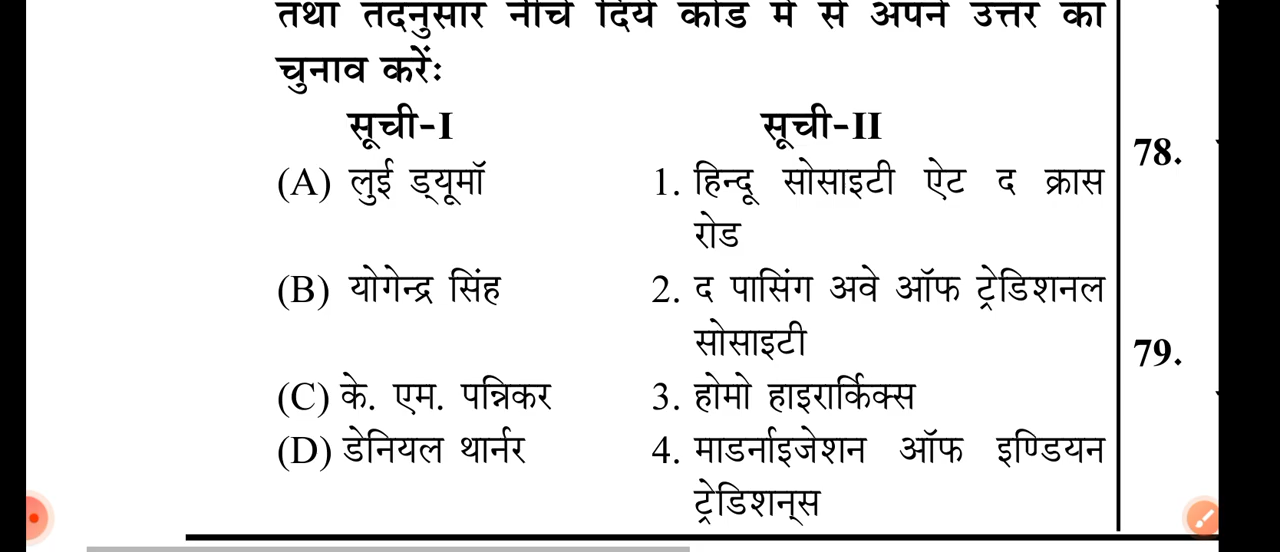 तथा तदनुसार नीचे दिये कोड में से अपने उत्तर का
चुनाव करेंः
सूची-I सूची-II
(A) लुई ड्यूमॉ 1. हिन्दू सोसाइटी ऐट द क्रास
रोड
(B) योगेन्द्र सिंह 2. द पासिंग अवे ऑफ ट्रेडिशनल
सोसाइटी
(C) के. एम. पन्निकर 3. होमो हाइरार्किक्स
(D) डेनियल थार्नर 4. माडर्नाइजेशन ऑफ इण्डियन
ट्रेडिशन्स
78.
79.